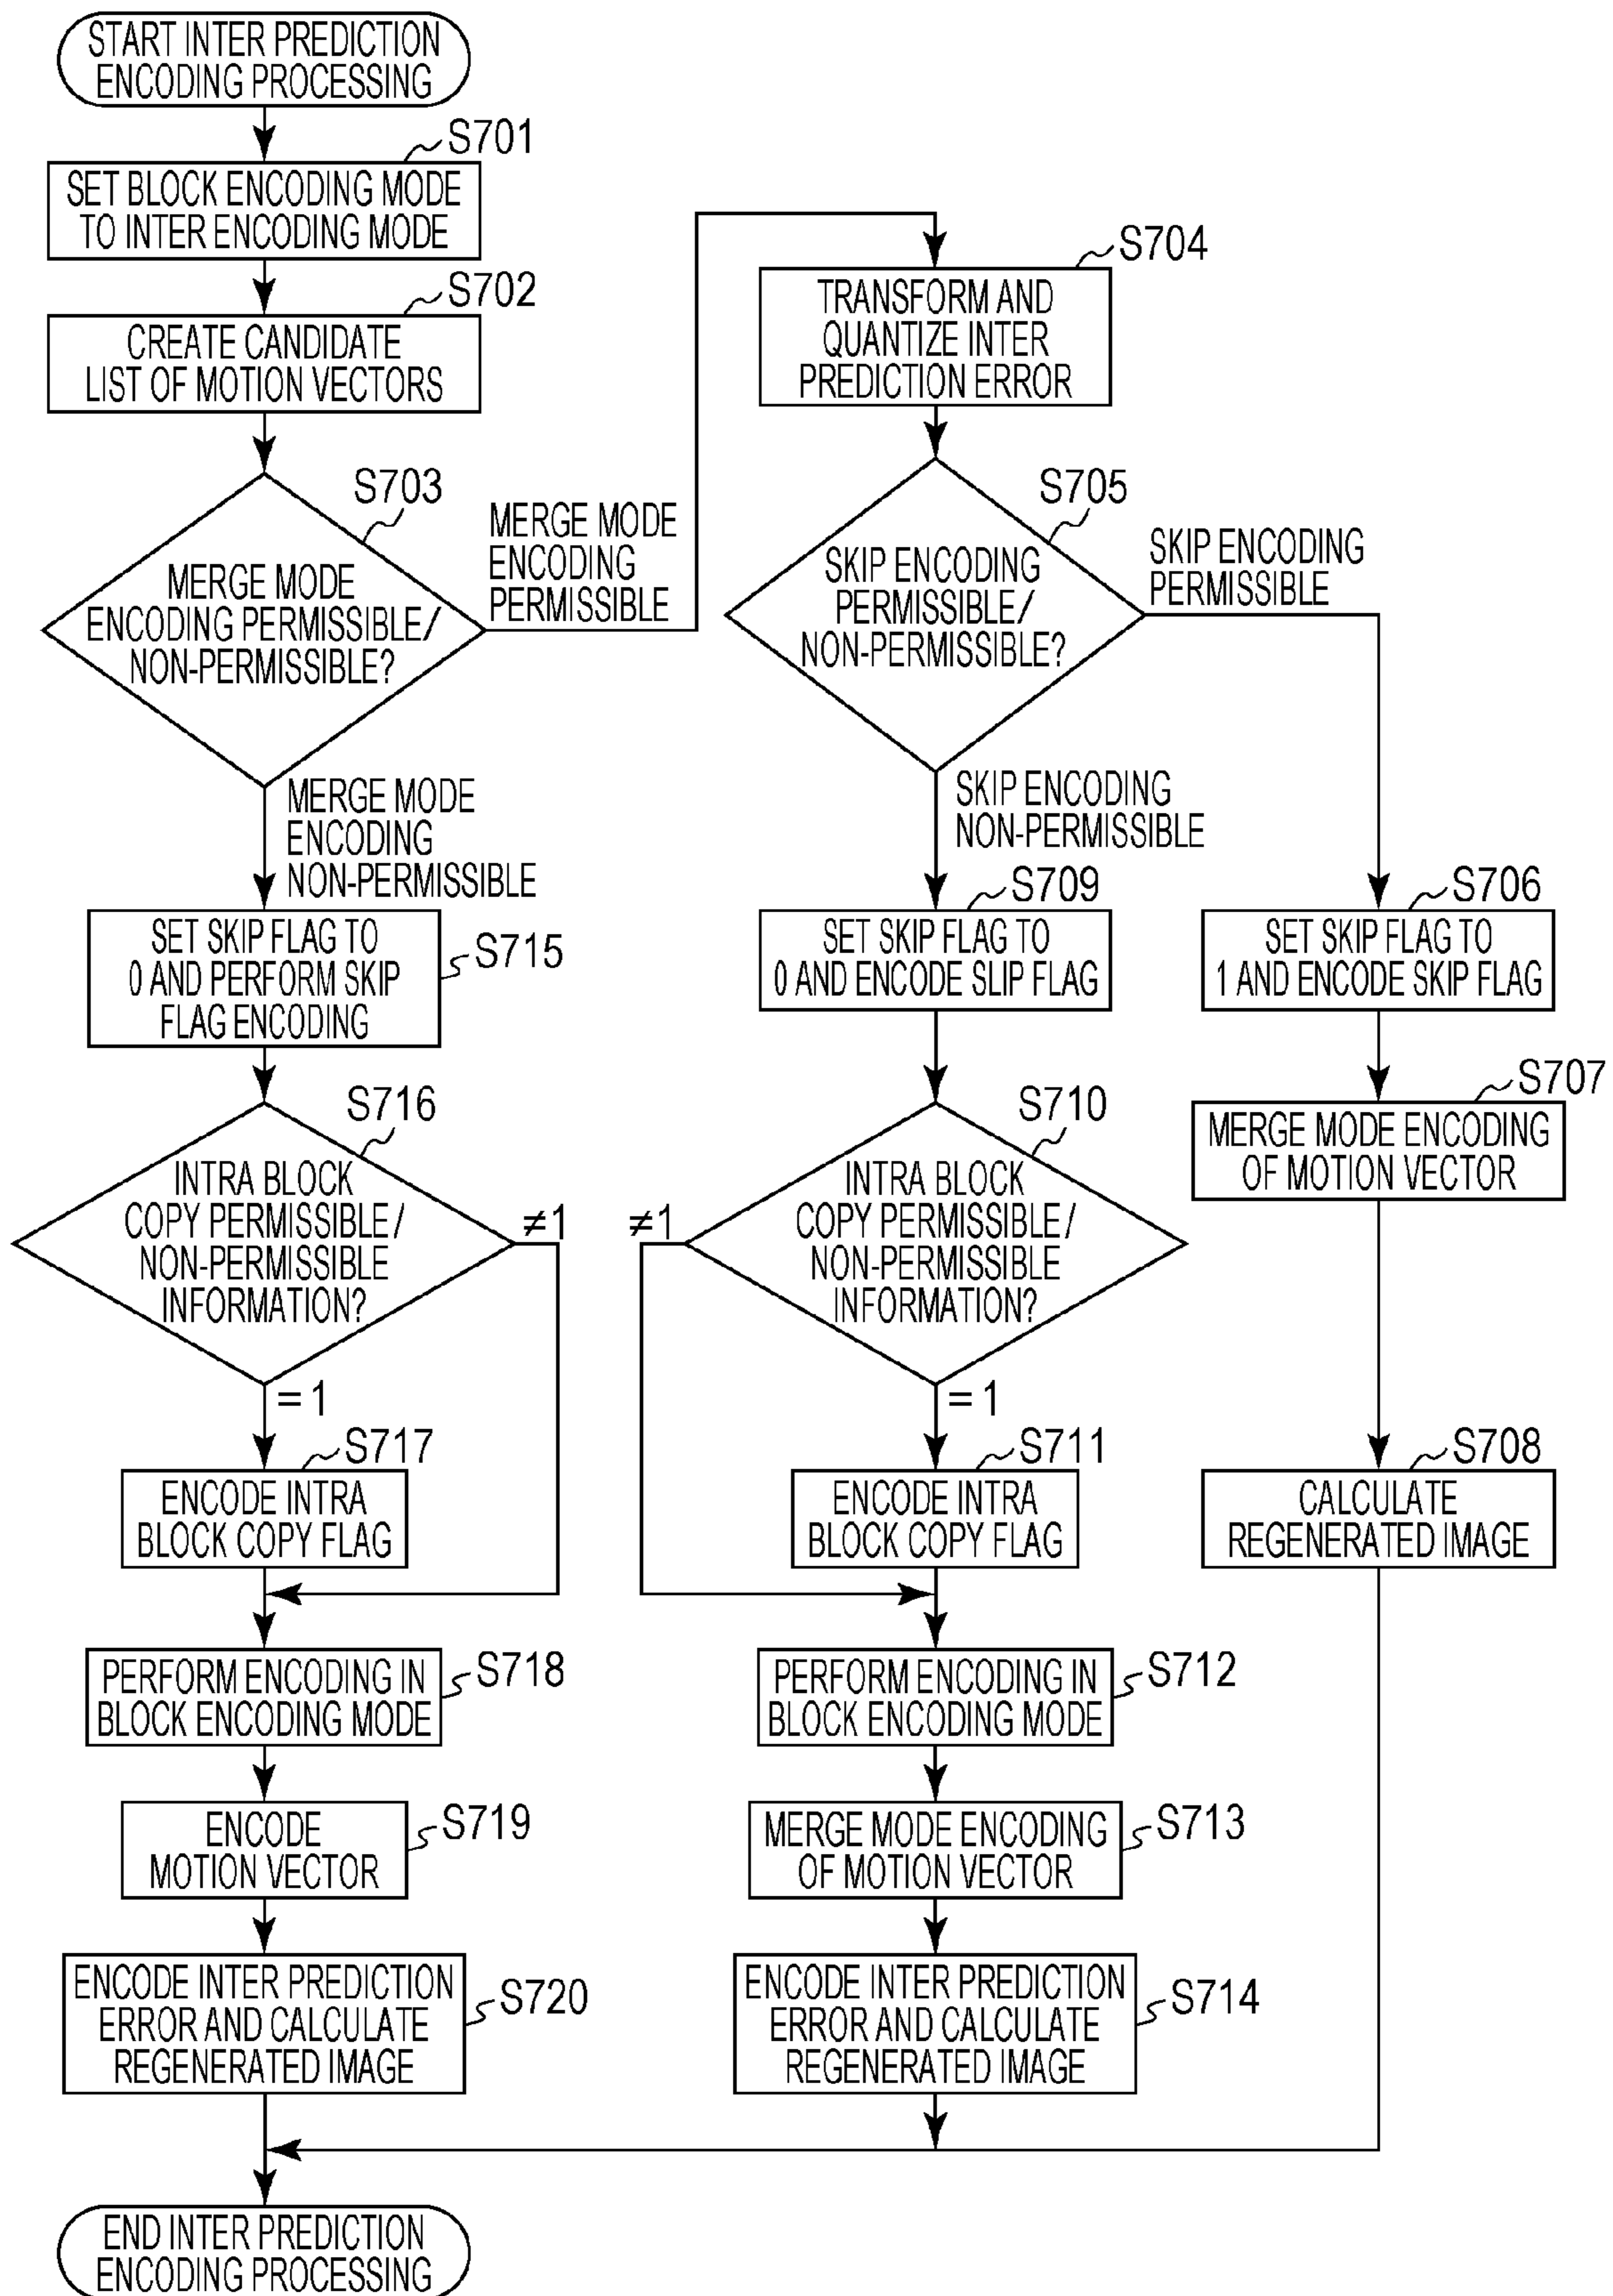 START INTER PREDICTION
ENCODING PROCESSING
S701
SET BLOCK ENCODING MODE
TO INTER ENCODING MODE
S702
CREATE CANDIDATE
LIST OF MOTION VECTORS
S703
MERGE MODE
ENCODING PERMISSIBLE/
NON-PERMISSIBLE?
MERGE MODE
ENCODING
PERMISSIBLE
S704
TRANSFORM AND
QUANTIZE INTER
PREDICTION ERROR
S705
SKIP ENCODING
PERMISSIBLE/
NON-PERMISSIBLE?
SKIP ENCODING
PERMISSIBLE
MERGE MODE
ENCODING
NON-PERMISSIBLE
SKIP ENCODING
NON-PERMISSIBLE
S715
SET SKIP FLAG TO
0 AND PERFORM SKIP
FLAG ENCODING
S709
SET SKIP FLAG TO
0 AND ENCODE SLIP FLAG
S706
SET SKIP FLAG TO
1 AND ENCODE SKIP FLAG
S707
MERGE MODE ENCODING
OF MOTION VECTOR
S716
INTRA BLOCK
COPY PERMISSIBLE/
NON-PERMISSIBLE
INFORMATION?
≠1
=1
S710
INTRA BLOCK
COPY PERMISSIBLE/
NON-PERMISSIBLE
INFORMATION?
≠1
=1
S717
ENCODE INTRA
BLOCK COPY FLAG
S711
ENCODE INTRA
BLOCK COPY FLAG
S708
CALCULATE
REGENERATED IMAGE
S718
PERFORM ENCODING IN
BLOCK ENCODING MODE
S712
PERFORM ENCODING IN
BLOCK ENCODING MODE
S719
ENCODE
MOTION VECTOR
S713
MERGE MODE ENCODING
OF MOTION VECTOR
S720
ENCODE INTER PREDICTION
ERROR AND CALCULATE
REGENERATED IMAGE
S714
ENCODE INTER PREDICTION
ERROR AND CALCULATE
REGENERATED IMAGE
END INTER PREDICTION
ENCODING PROCESSING